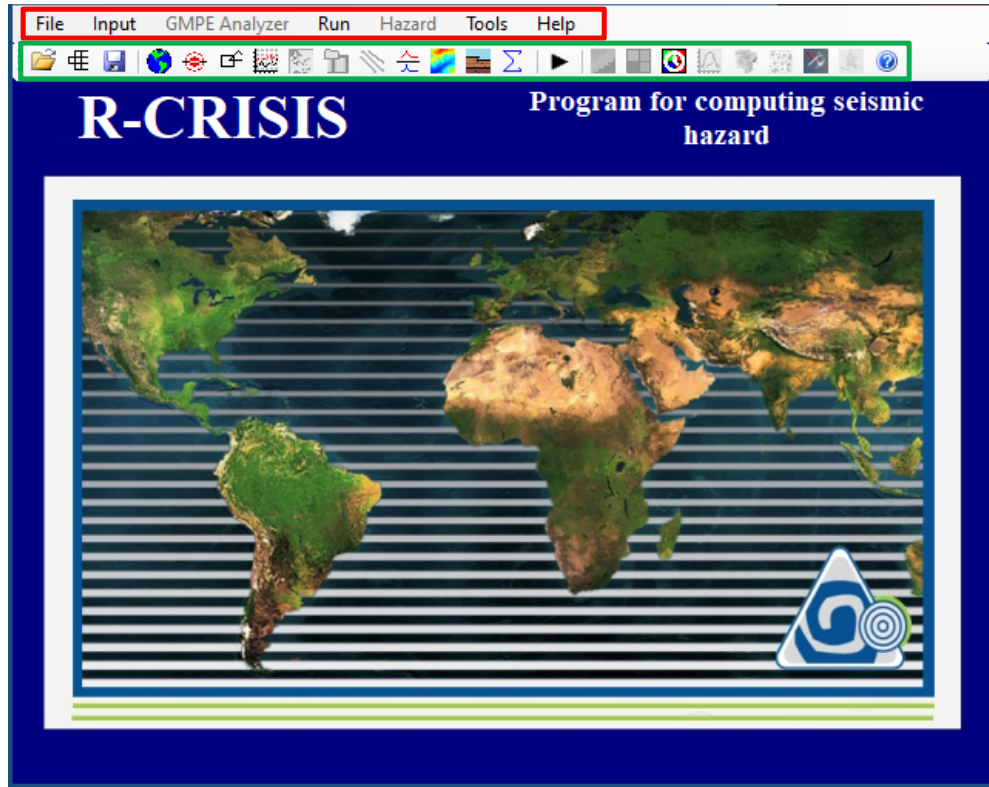 File Input GMPE Analyzer Run Hazard Tools Help
R-CRISIS
Program for computing seismic
hazard